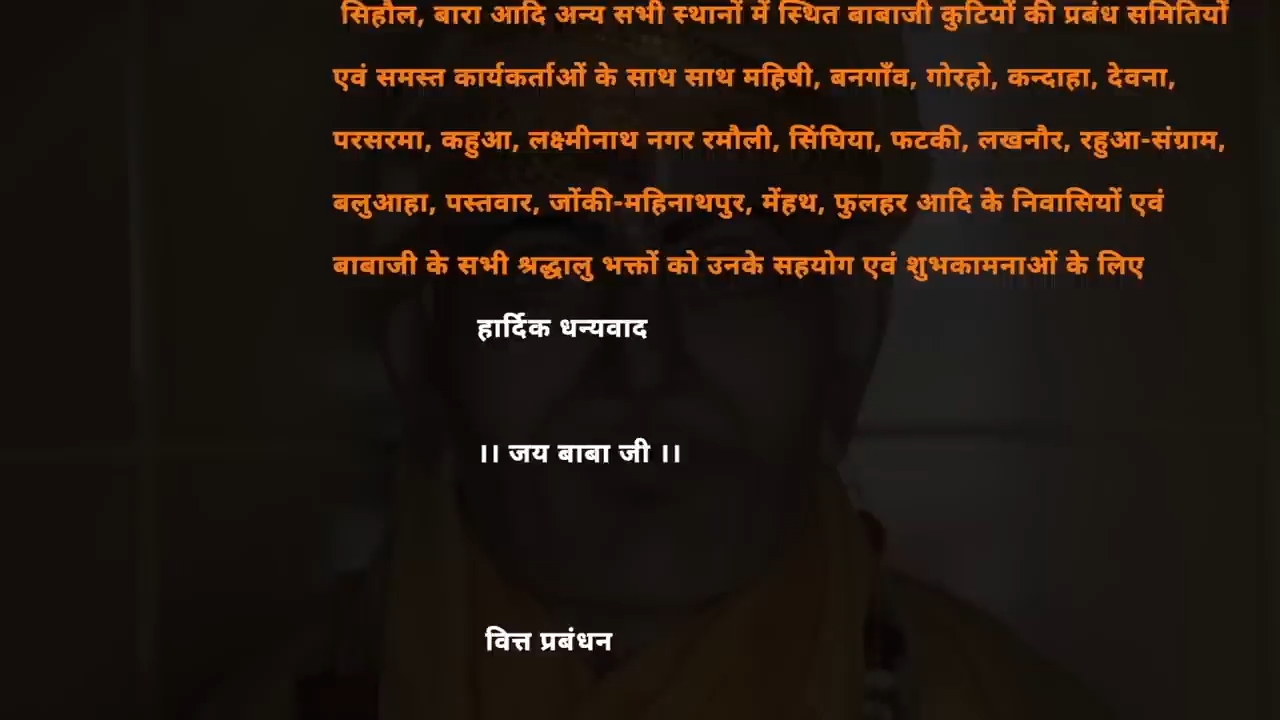 सिहौल, बारा आदि अन्य सभी स्थानों में स्थित बाबाजी कुटियों की प्रबंध समितियों
एवं समस्त कार्यकर्ताओं के साथ साथ महिषी, बनगाँव, गोरहो, कन्दाहा, देवना,
परसरमा, कहुआ, लक्ष्मीनाथ नगर रमौली, सिंघिया, फटकी, लखनौर, रहुआ-संग्राम,
बलुआहा, पस्तवार, जोंकी-महिनाथपुर, मेंहथ, फुलहर आदि के निवासियों एवं
बाबाजी के सभी श्रद्धालु भक्तों को उनके सहयोग एवं शुभकामनाओं के लिए
हार्दिक धन्यवाद
।। जय बाबा जी ।।
वित्त प्रबंधन